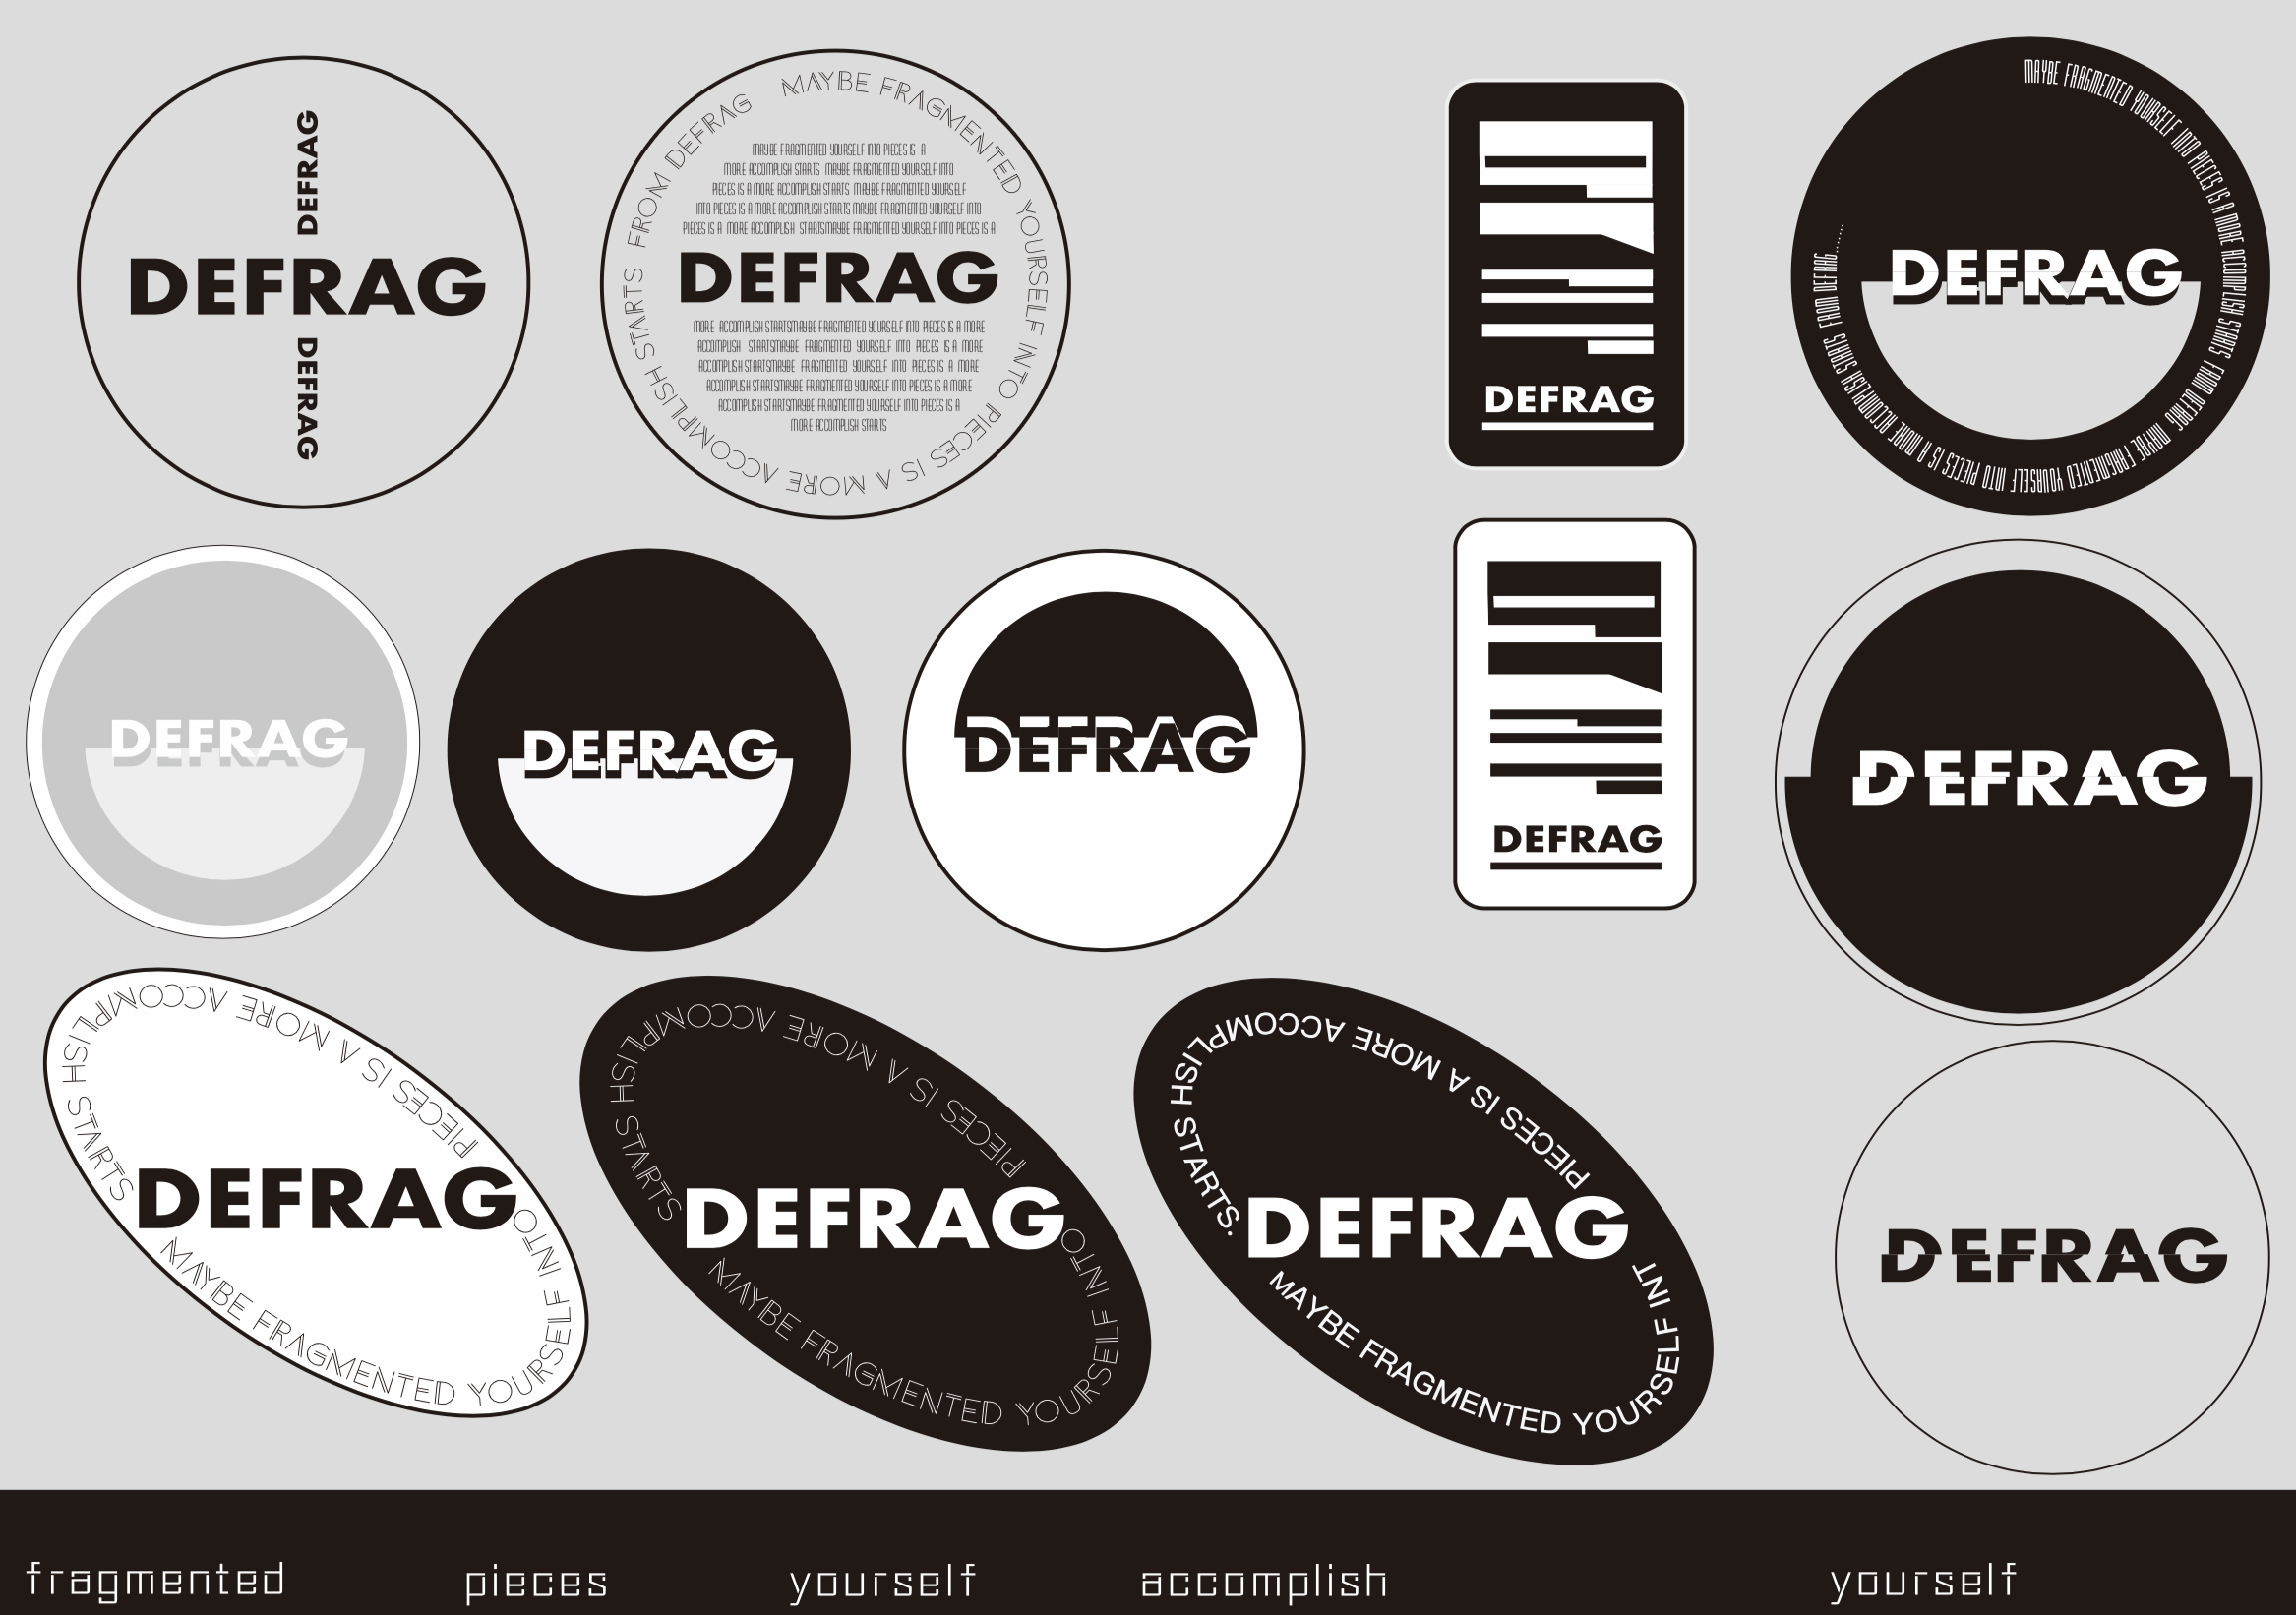 DEFRAG
DEFRAG
DEFRAG
MAYBE FRAGMENTED YOURSELF INTO PIECES IS A MORE ACCOMPLISH STARTS FROM DEFRAG
MAYBE FRAGMENTED YOURSELF INTO PIECES IS A
MORE ACCOMPLISH STARTS MAYBE FRAGMENTED YOURSELF INTO
PIECES IS A MORE ACCOMPLISH STARTS MAYBE FRAGMENTED YOURSELF
INTO PIECES IS A MORE ACCOMPLISH STARTS MAYBE FRAGMENTED YOURSELF INTO
PIECES IS A MORE ACCOMPLISH STARTSMAYBE FRAGMENTED YOURSELF INTO PIECES IS A
DEFRAG
MORE ACCOMPLISH STARTSMAYBE FRAGMENTED YOURSELF INTO PIECES IS A MORE
ACCOMPLISH STARTSMAYBE FRAGMENTED YOURSELF INTO PIECES IS A MORE
ACCOMPLISH STARTSMAYBE FRAGMENTED YOURSELF INTO PIECES IS A MORE
ACCOMPLISH STARTSMAYBE FRAGMENTED YOURSELF INTO PIECES IS A MORE
ACCOMPLISH STARTSMAYBE FRAGMENTED YOURSELF INTO PIECES IS A
MORE ACCOMPLISH STARTS
DEFRAG
MAYBE FRAGMENTED YOURSELF INTO PIECES IS A MORE ACCOMPLISH STARTS FROM DEFRAG MAYBE FRAGMENTED YOURSELF INTO PIECES IS A MORE ACCOMPLISH STARTS FROM DEFRAG......
DEFRAG
DEFRAG
DEFRAG
DEFRAG
DEFRAG
DEFRAG
MAYBE FRAGMENTED YOURSELF INTO PIECES IS A MORE ACCOMPLISH STARTS
DEFRAG
MAYBE FRAGMENTED YOURSELF INTO PIECES IS A MORE ACCOMPLISH STARTS
DEFRAG
MAYBE FRAGMENTED YOURSELF INT PIECES IS A MORE ACCOMPLISH STARTS.
DEFRAG
DEFRAG
fragmented
pieces
yourself
accomplish
yourself